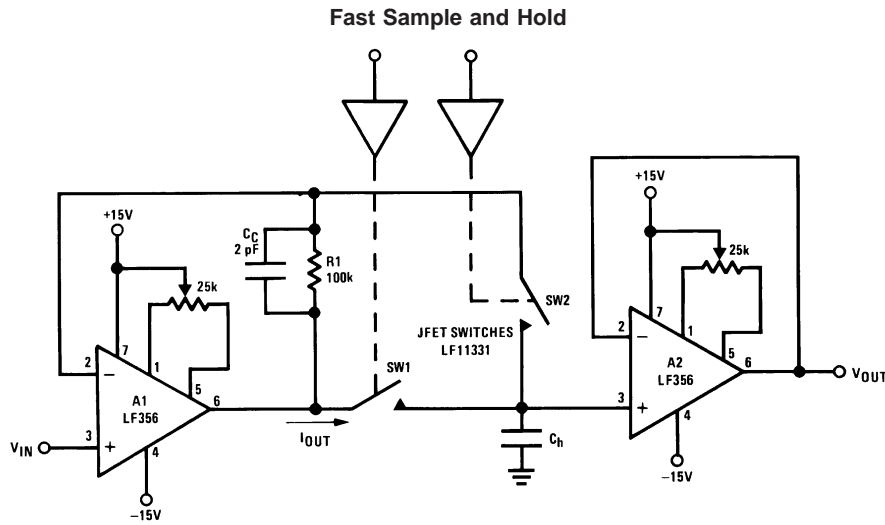 Fast Sample and Hold
+15V
25k
7
1
5
2
−
A1
LF356
6
3
+
4
VIN
−15V
CC
2 pF
R1
100k
IOUT
SW1
SW2
JFET SWITCHES
LF11331
Ch
+15V
25k
7
1
5
2
−
A2
LF356
6
3
+
4
VOUT
−15V